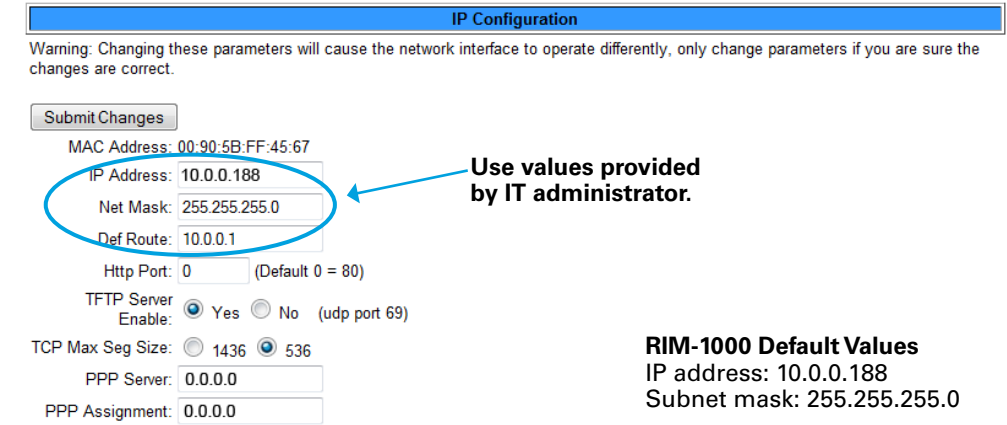 IP Configuration
Warning: Changing these parameters will cause the network interface to operate differently, only change parameters if you are sure the
changes are correct.
Submit Changes
MAC Address: 00:90:5B:FF:45:67
IP Address: 10.0.0.188
Net Mask: 255.255.255.0
Def Route: 10.0.0.1
Use values provided
by IT administrator.
Http Port: 0 (Default 0 = 80)
TFTP Server
Enable: Yes No (udp port 69)
TCP Max Seg Size: 1436 536
PPP Server: 0.0.0.0
PPP Assignment: 0.0.0.0
RIM-1000 Default Values
IP address: 10.0.0.188
Subnet mask: 255.255.255.0